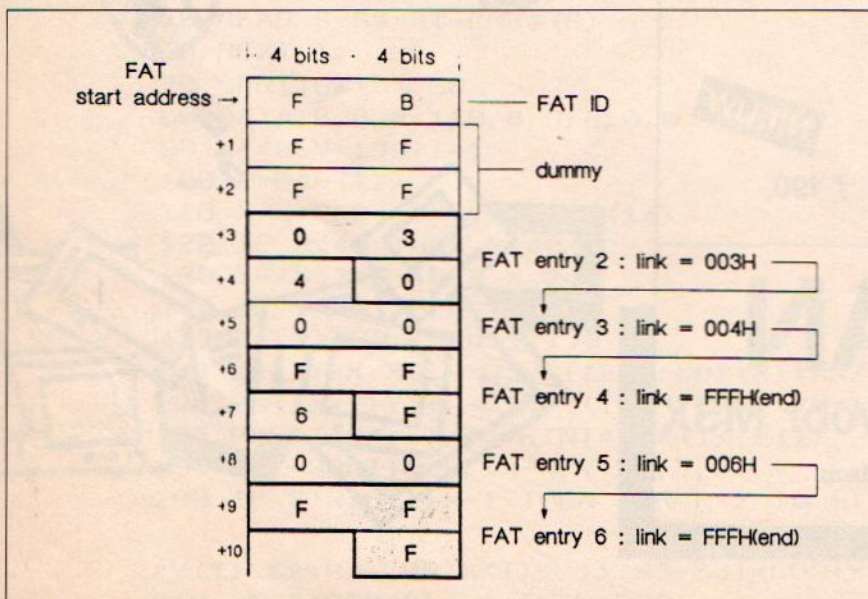 4 bits · 4 bits
FAT
start address → F B FAT ID
+1 F F
dummy
+2 F F
+3 0 3
FAT entry 2 : link = 003H
+4 4 0
+5 0 0
FAT entry 3 : link = 004H
+6 F F
FAT entry 4 : link = FFFH(end)
+7 6 F
+8 0 0
FAT entry 5 : link = 006H
+9 F F
FAT entry 6 : link = FFFH(end)
+10 F